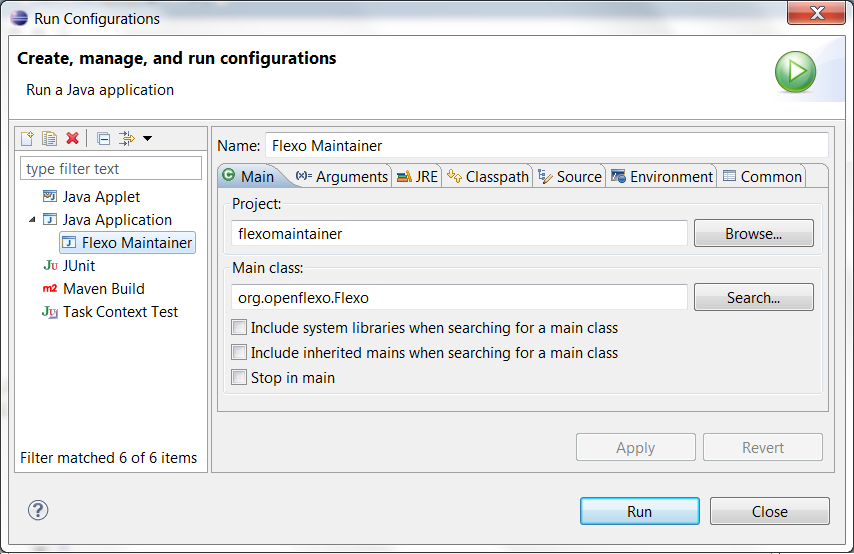 Run Configurations
Create, manage, and run configurations
Run a Java application
type filter text
Java Applet
Java Application
Flexo Maintainer
JUnit
Maven Build
Task Context Test
Filter matched 6 of 6 items
Name: Flexo Maintainer
Main Arguments JRE Classpath Source Environment Common
Project:
flexomaintainer Browse...
Main class:
org.openflexo.Flexo Search...
Include system libraries when searching for a main class
Include inherited mains when searching for a main class
Stop in main
Apply Revert
Run Close